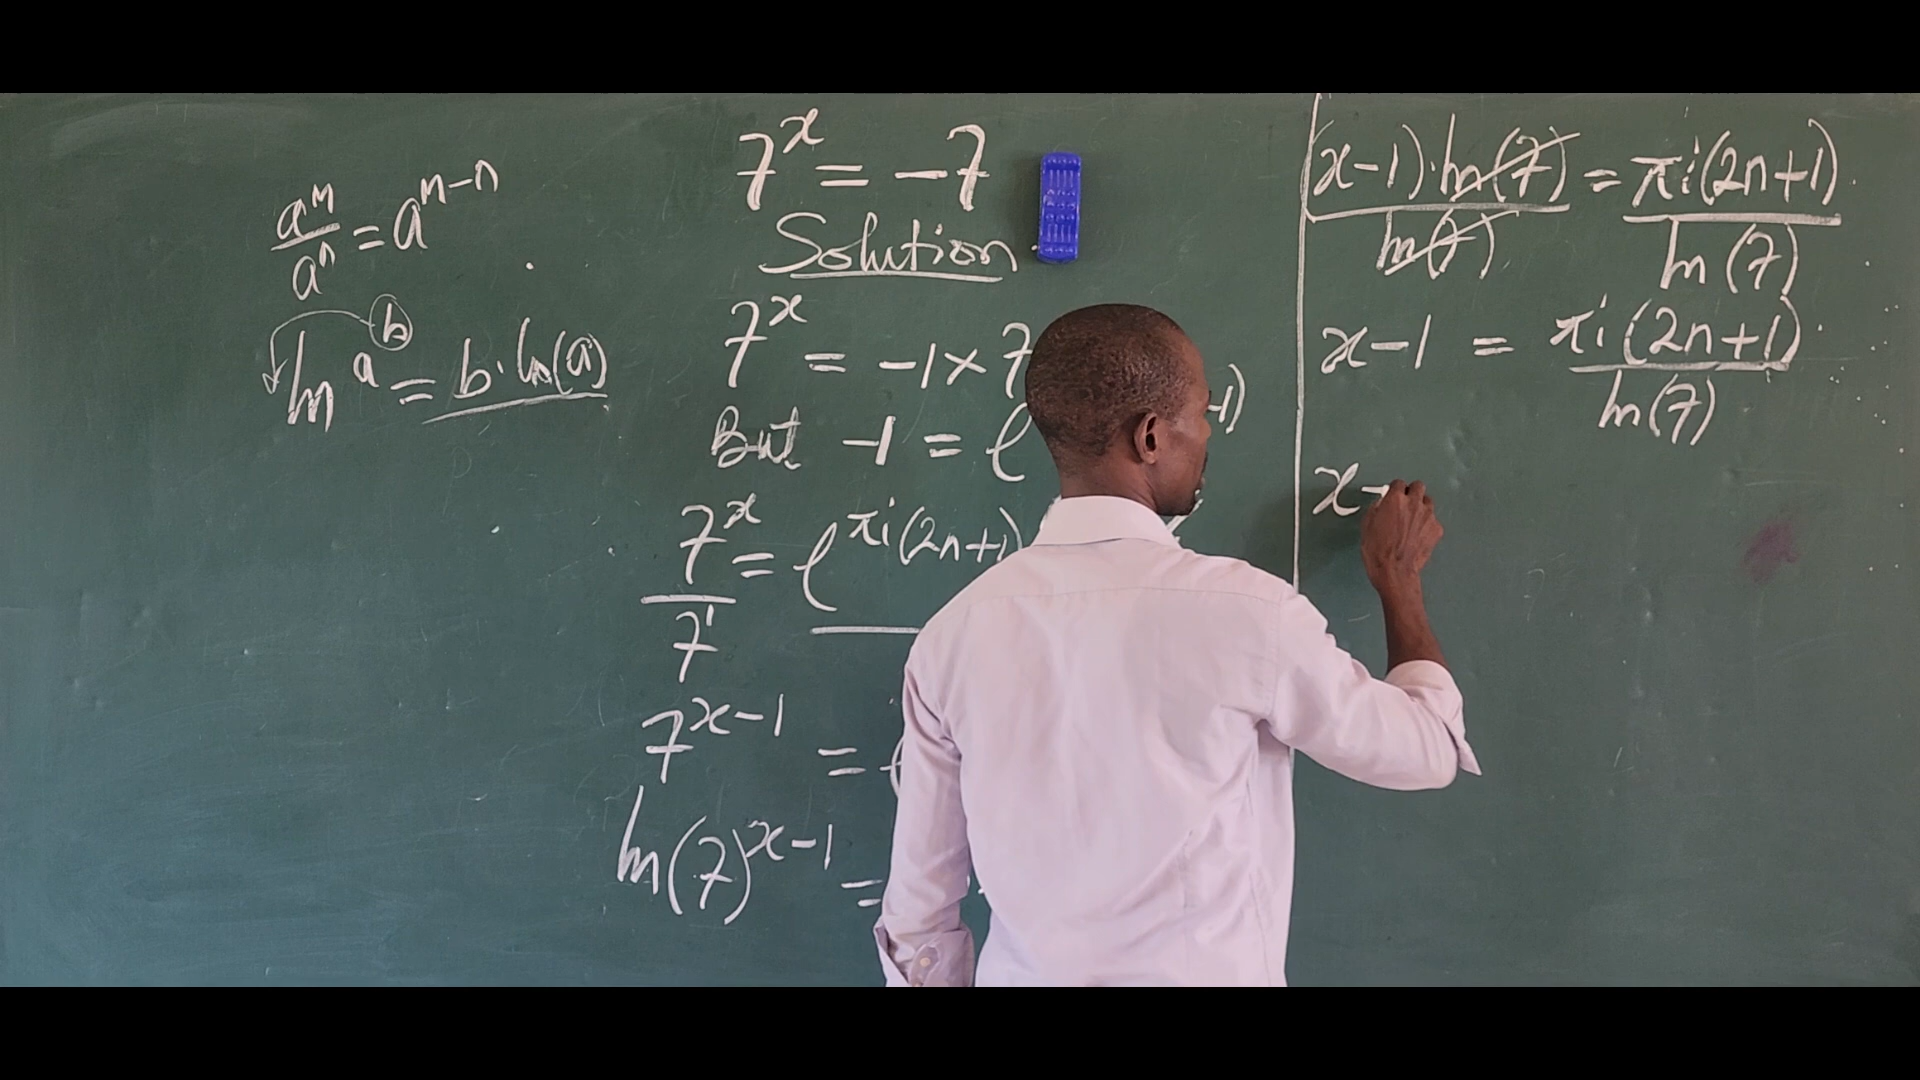 a^m/a^n = a^(m-n)
ln a^b = b·ln(a)
7^x = -7
Solution
7^x = -1 × 7
But -1 = e
7^x/7^1 = e^(πi(2n+1)
7^(x-1) =
ln(7)^(x-1) =
(x-1)·ln(7)/ln(7) = πi(2n+1)/ln(7)
x-1 = πi(2n+1)/ln(7)
x-